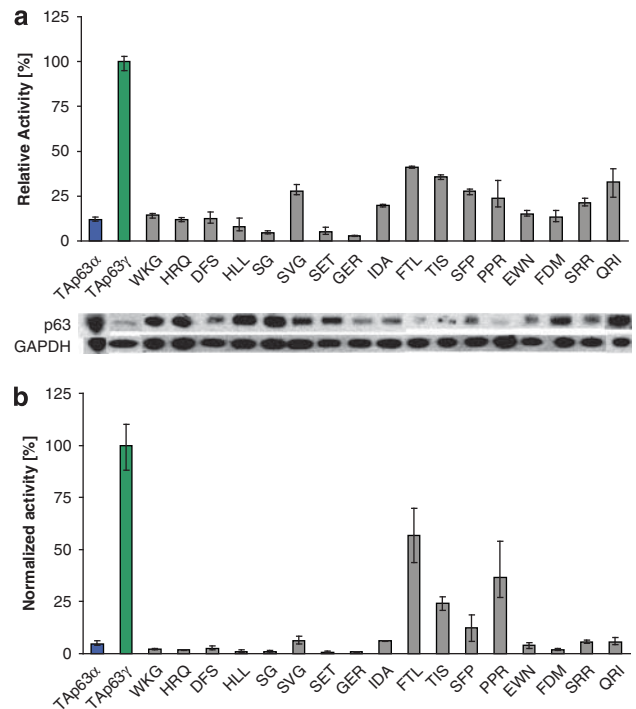 a
Relative Activity [%]
125
100
75
50
25
0
TAp63α
TAp63γ
WKG
HRQ
DFS
HLL
SG
SVG
SET
GER
IDA
FTL
TIS
SFP
PPR
EWN
FDM
SRR
QRI
p63
GAPDH
b
Normalized activity [%]
125
100
75
50
25
0
TAp63α
TAp63γ
WKG
HRQ
DFS
HLL
SG
SVG
SET
GER
IDA
FTL
TIS
SFP
PPR
EWN
FDM
SRR
QRI